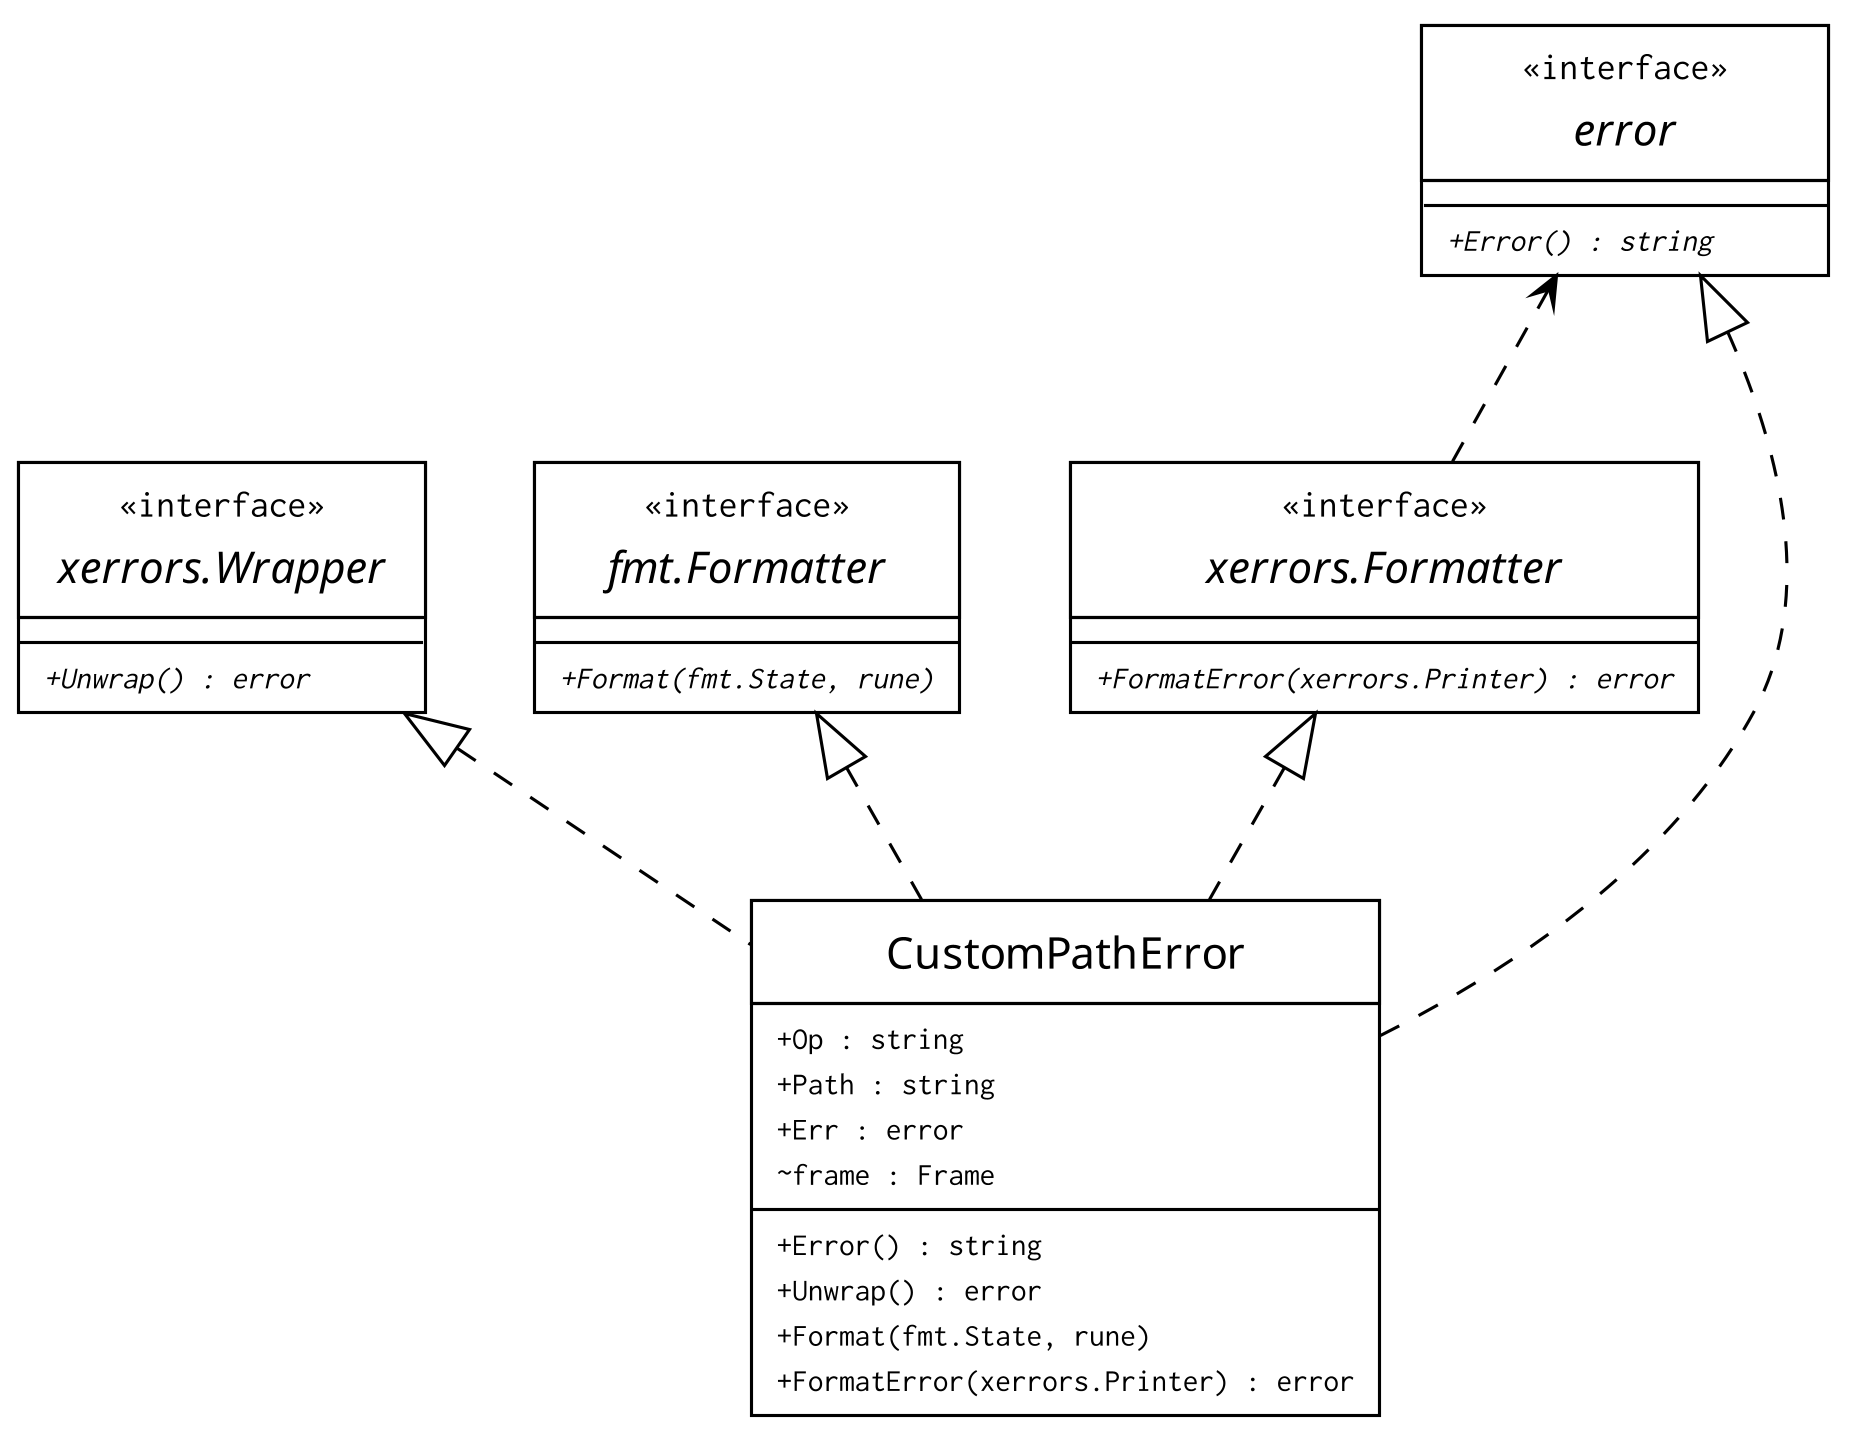 «interface»
error
+Error() : string
«interface»
xerrors.Wrapper
+Unwrap() : error
«interface»
fmt.Formatter
+Format(fmt.State, rune)
«interface»
xerrors.Formatter
+FormatError(xerrors.Printer) : error
CustomPathError
+Op : string
+Path : string
+Err : error
~frame : Frame
+Error() : string
+Unwrap() : error
+Format(fmt.State, rune)
+FormatError(xerrors.Printer) : error